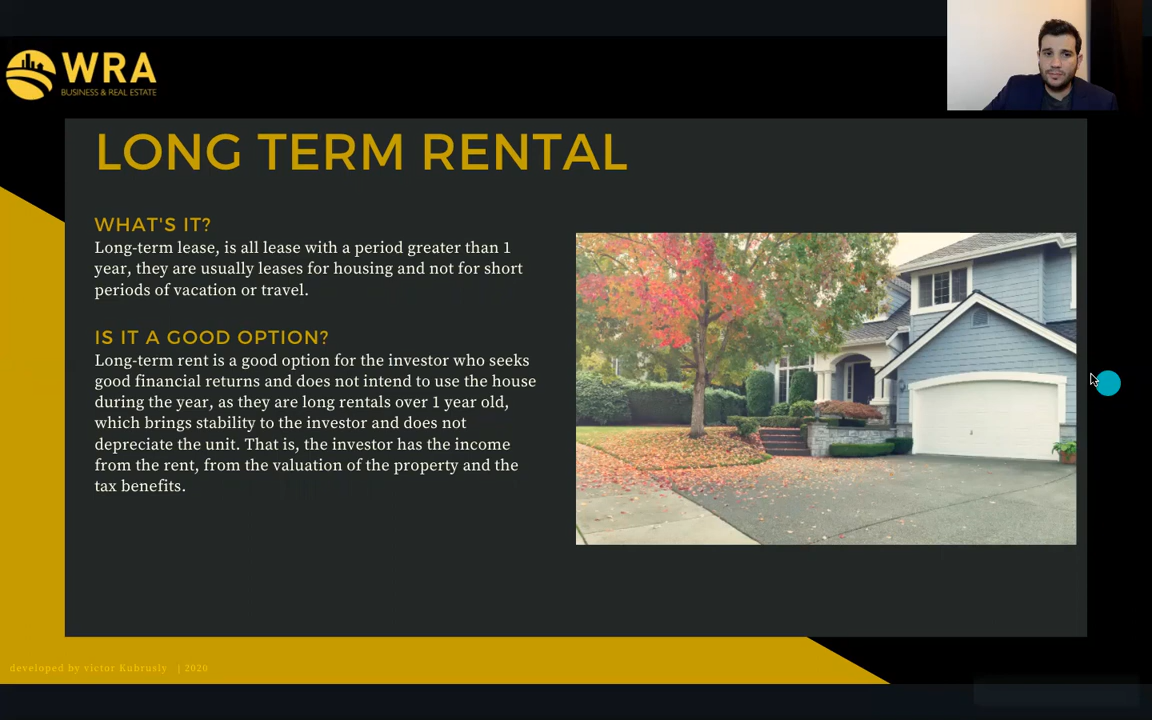 WRA
BUSINESS & REAL ESTATE
LONG TERM RENTAL
WHAT'S IT?
Long-term lease, is all lease with a period greater than 1
year, they are usually leases for housing and not for short
periods of vacation or travel.
IS IT A GOOD OPTION?
Long-term rent is a good option for the investor who seeks
good financial returns and does not intend to use the house
during the year, as they are long rentals over 1 year old,
which brings stability to the investor and does not
depreciate the unit. That is, the investor has the income
from the rent, from the valuation of the property and the
tax benefits.
developed by victor Kubrusly | 2020